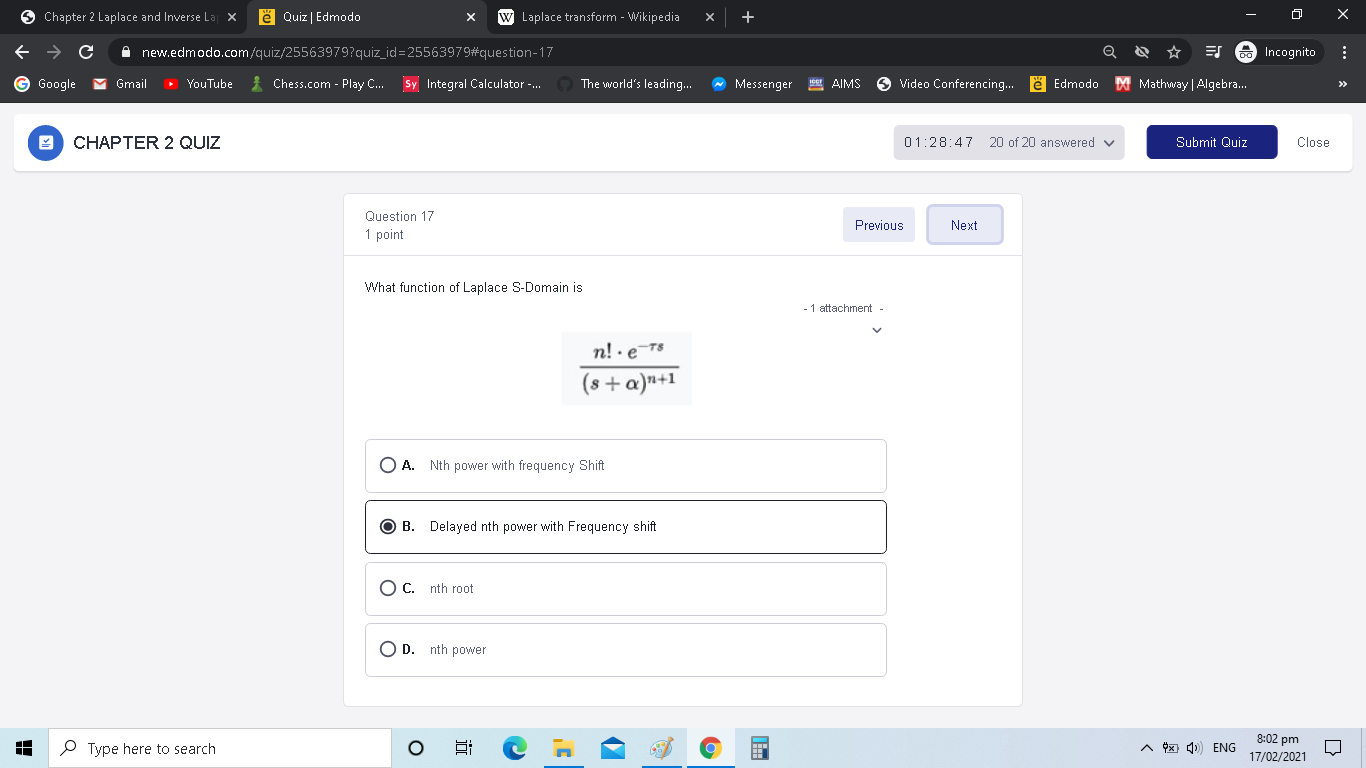 Chapter 2 Laplace and Inverse La
Quiz | Edmodo
Laplace transform - Wikipedia
new.edmodo.com/quiz/25563979?quiz_id=25563979#question-17
Incognito
Google Gmail YouTube Chess.com - Play C... Sy Integral Calculator -... The world's leading... Messenger AIMS Video Conferencing... Edmodo Mathway | Algebra... »
CHAPTER 2 QUIZ
01:28:47 20 of 20 answered
Submit Quiz
Close
Question 17
1 point
Previous
Next
What function of Laplace S-Domain is
- 1 attachment -
n! · e^−τs
(s + α)^n+1
A. Nth power with frequency Shift
B. Delayed nth power with Frequency shift
C. nth root
D. nth power
Type here to search
ENG
8:02 pm
17/02/2021